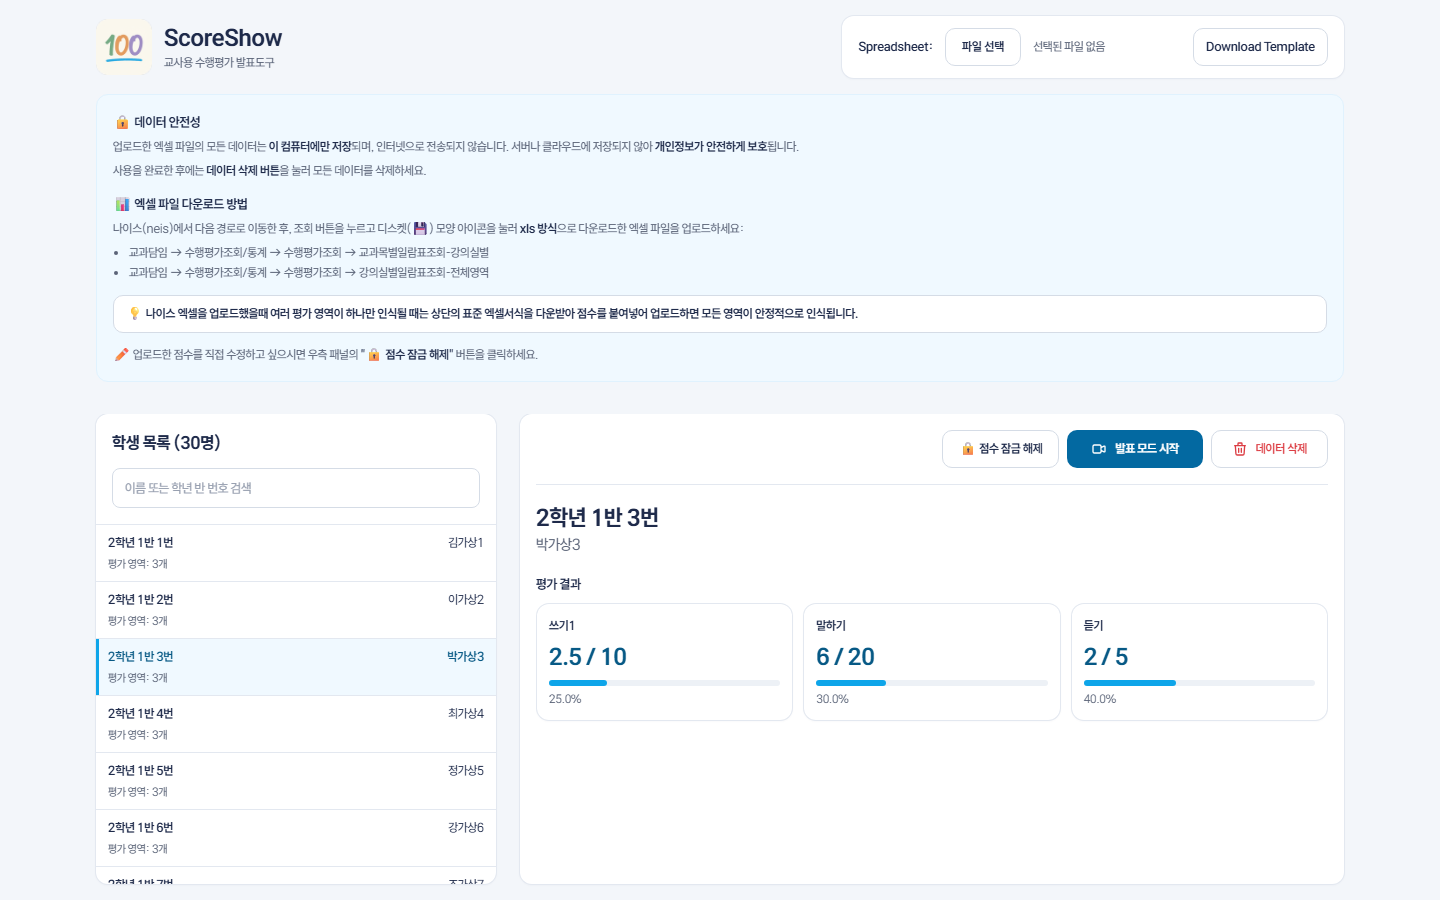 ScoreShow
교사용 수행평가 발표도구
Spreadsheet:
파일 선택
선택된 파일 없음
Download Template
🔒 데이터 안전성
업로드한 엑셀 파일의 모든 데이터는 이 컴퓨터에만 저장되며, 인터넷으로 전송되지 않습니다. 서버나 클라우드에 저장되지 않아 개인정보가 안전하게 보호됩니다.
사용을 완료한 후에는 데이터 삭제 버튼을 눌러 모든 데이터를 삭제하세요.
📊 엑셀 파일 다운로드 방법
나이스(neis)에서 다음 경로로 이동한 후, 조회 버튼을 누르고 디스켓( 💾 ) 모양 아이콘을 눌러 xls 방식으로 다운로드한 엑셀 파일을 업로드하세요:
• 교과담임 → 수행평가조회/통계 → 수행평가조회 → 교과목별일람표조회-강의실별
• 교과담임 → 수행평가조회/통계 → 수행평가조회 → 강의실별일람표조회-전체영역
💡 나이스 엑셀을 업로드했을때 여러 평가 영역이 하나만 인식될 때는 상단의 표준 엑셀서식을 다운받아 점수를 붙여넣어 업로드하면 모든 영역이 안정적으로 인식됩니다.
✏️ 업로드한 점수를 직접 수정하고 싶으시면 우측 패널의 " 🔒 점수 잠금 해제" 버튼을 클릭하세요.
학생 목록 (30명)
이름 또는 학년 반 번호 검색
2학년 1반 1번
김가상1
평가 영역: 3개
2학년 1반 2번
이가상2
평가 영역: 3개
2학년 1반 3번
박가상3
평가 영역: 3개
2학년 1반 4번
최가상4
평가 영역: 3개
2학년 1반 5번
정가상5
평가 영역: 3개
2학년 1반 6번
강가상6
평가 영역: 3개
2학년 1반 7번
조가상7
🔒 점수 잠금 해제
발표 모드 시작
데이터 삭제
2학년 1반 3번
박가상3
평가 결과
쓰기1
2.5 / 10
25.0%
말하기
6 / 20
30.0%
듣기
2 / 5
40.0%